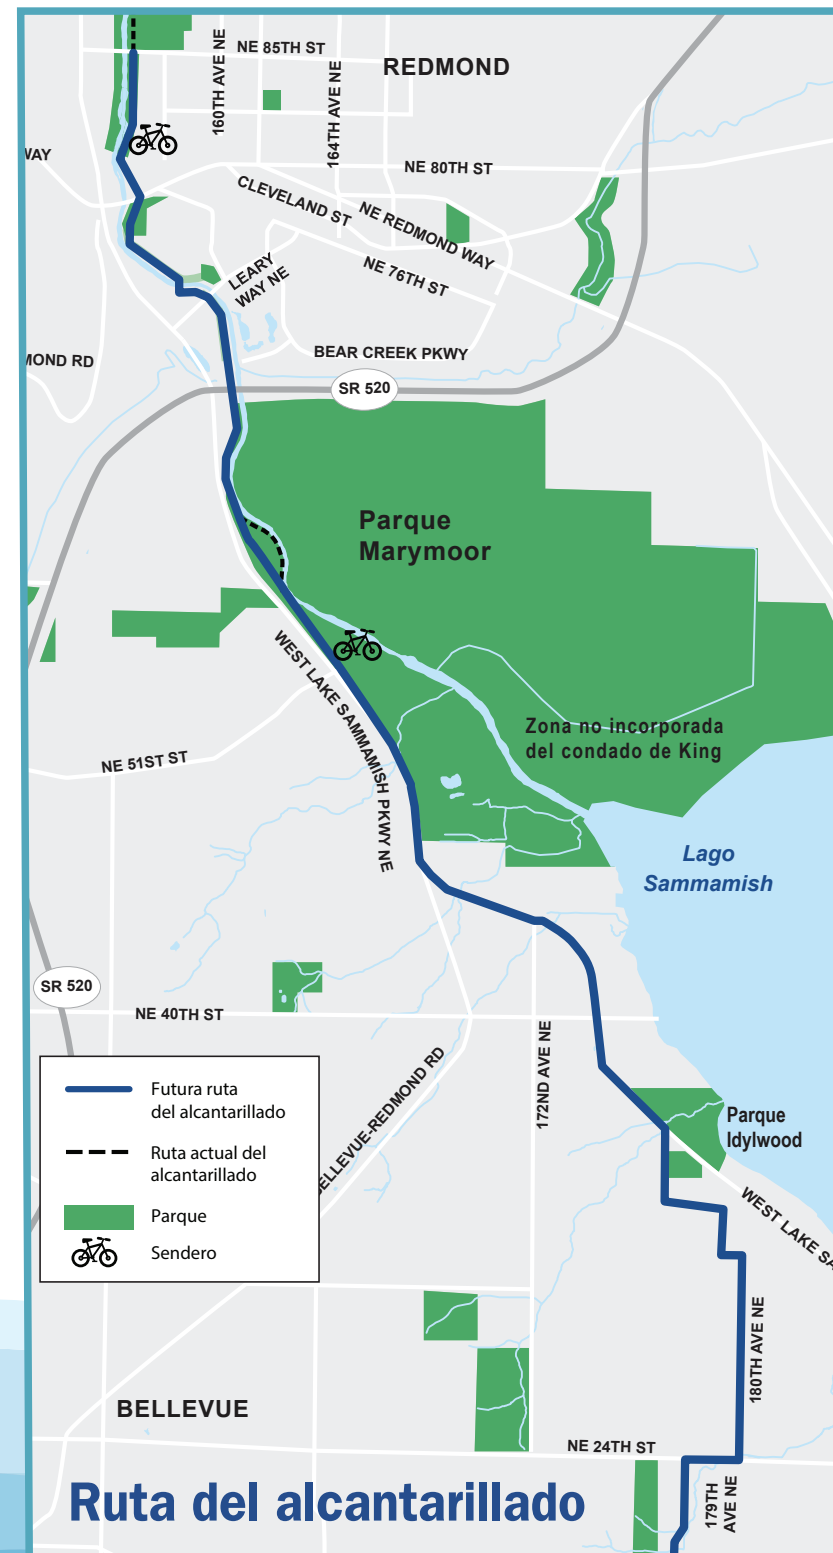 NE 85TH ST
REDMOND
160TH AVE NE
164TH AVE NE
WAY
NE 80TH ST
CLEVELAND ST
NE REDMOND WAY
LEARY
WAY NE
NE 76TH ST
MOND RD
BEAR CREEK PKWY
SR 520
Parque
Marymoor
WEST LAKE SAMMAMISH PKWY NE
Zona no incorporada
del condado de King
NE 51ST ST
Lago
Sammamish
SR 520
NE 40TH ST
172ND AVE NE
BELLEVUE-REDMOND RD
Parque
Idylwood
WEST LAKE SA
Futura ruta
del alcantarillado
Ruta actual del
alcantarillado
Parque
Sendero
180TH AVE NE
BELLEVUE
NE 24TH ST
179TH
AVE NE
Ruta del alcantarillado